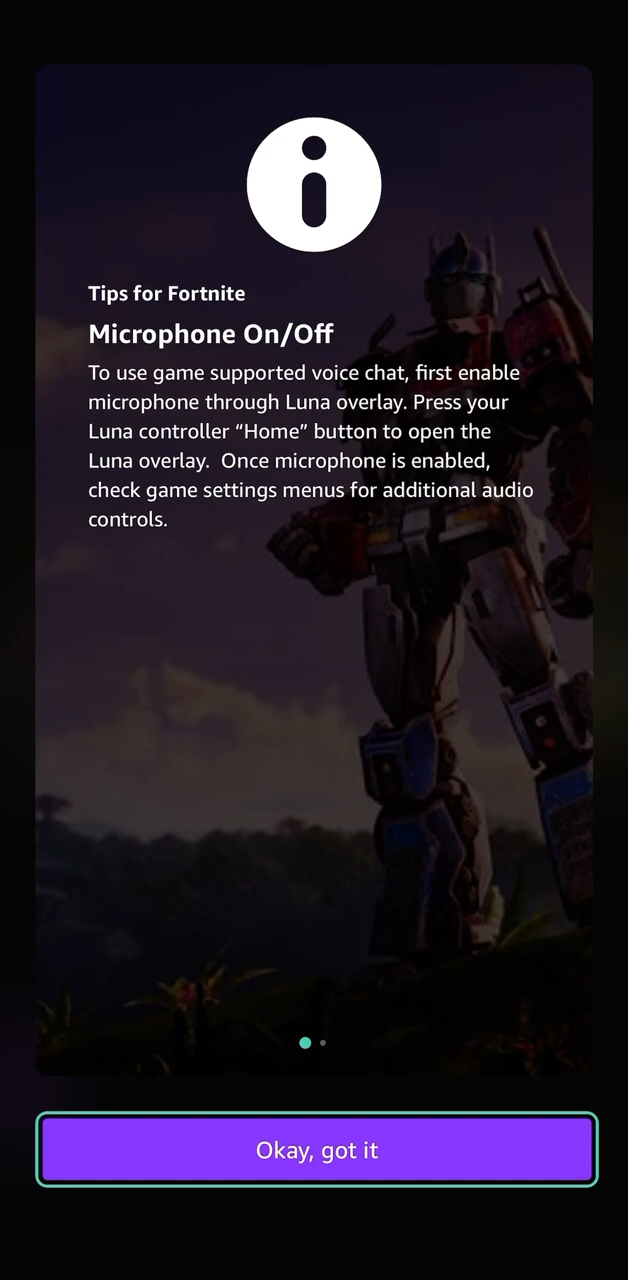 Tips for Fortnite
Microphone On/Off
To use game supported voice chat, first enable
microphone through Luna overlay. Press your
Luna controller “Home” button to open the
Luna overlay.  Once microphone is enabled,
check game settings menus for additional audio
controls.
Okay, got it